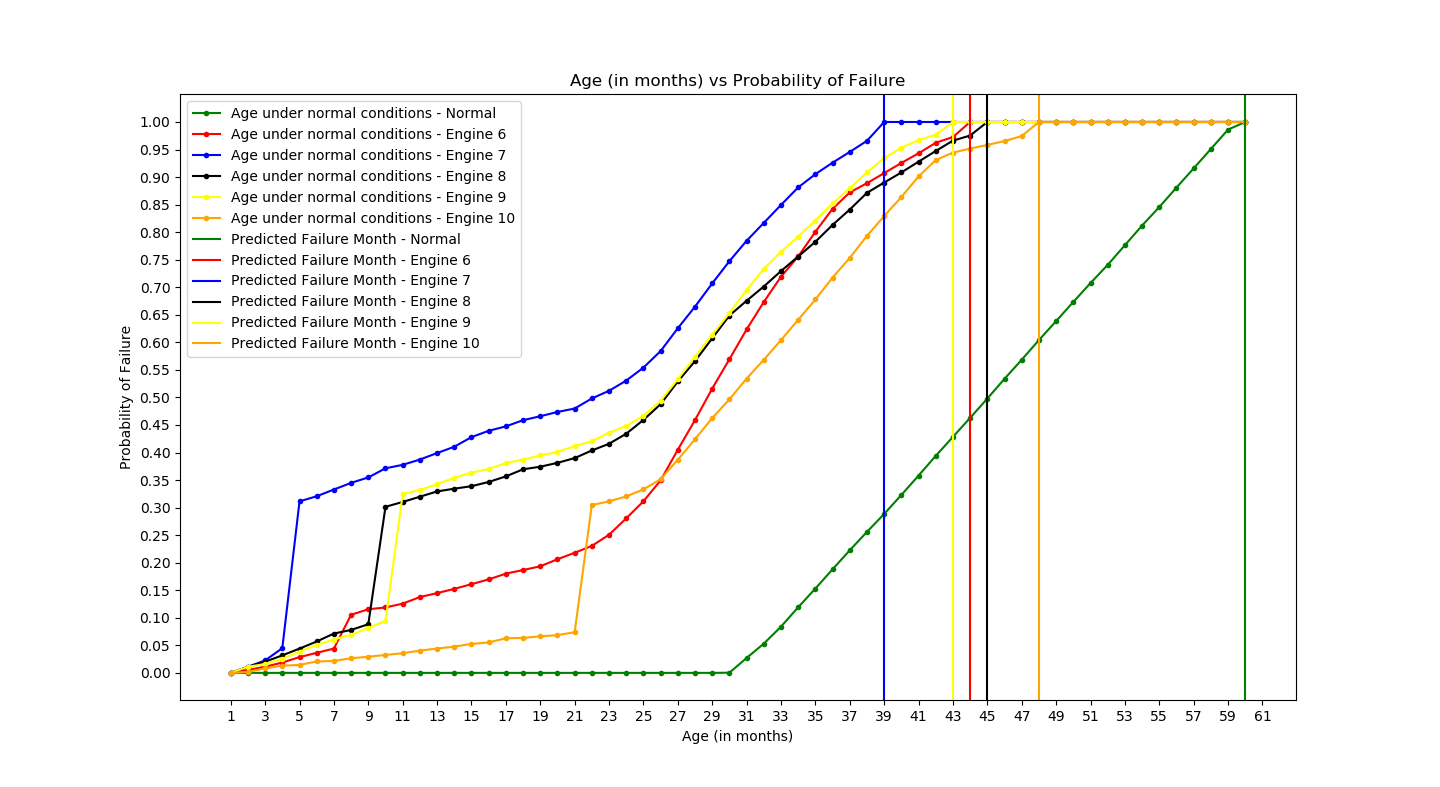 Age (in months) vs Probability of Failure
Age under normal conditions - Normal
Age under normal conditions - Engine 6
Age under normal conditions - Engine 7
Age under normal conditions - Engine 8
Age under normal conditions - Engine 9
Age under normal conditions - Engine 10
Predicted Failure Month - Normal
Predicted Failure Month - Engine 6
Predicted Failure Month - Engine 7
Predicted Failure Month - Engine 8
Predicted Failure Month - Engine 9
Predicted Failure Month - Engine 10
1.00
0.95
0.90
0.85
0.80
0.75
0.70
0.65
0.60
0.55
0.50
0.45
0.40
0.35
0.30
0.25
0.20
0.15
0.10
0.05
0.00
Probability of Failure
1 3 5 7 9 11 13 15 17 19 21 23 25 27 29 31 33 35 37 39 41 43 45 47 49 51 53 55 57 59 61
Age (in months)